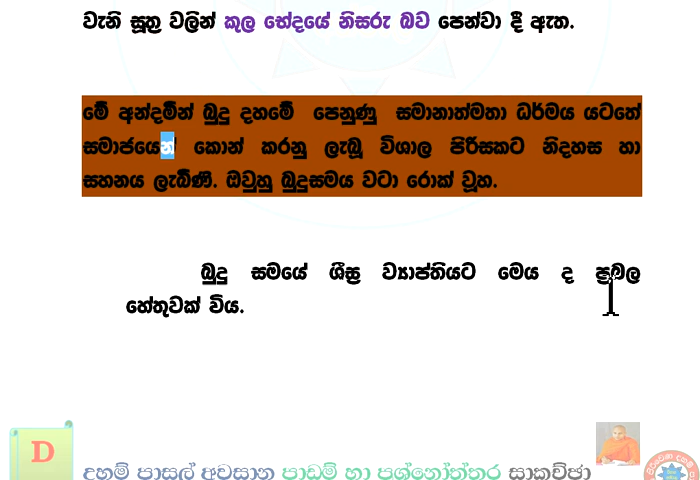 වැනි සූත්‍ර වලින් කුල භේදයේ නිසරු බව පෙන්වා දී ඇත.
මේ අන්දමින් බුදු දහමේ පෙනුණු සමානාත්මතා ධර්මය යටතේ
සමාජයෙන් කොන් කරනු ලැබූ විශාල පිරිසකට නිදහස හා
සහනය ලැබිණි. ඔවුහු බුදුසමය වටා රොක් වූහ.
බුදු සමයේ ශීඝ්‍ර ව්‍යාප්තියට මෙය ද ප්‍රබල
හේතුවක් විය.
D
දහම් පාසල් අවසාන පාඩම් හා ප්‍රශ්නෝත්තර සාකච්ඡා